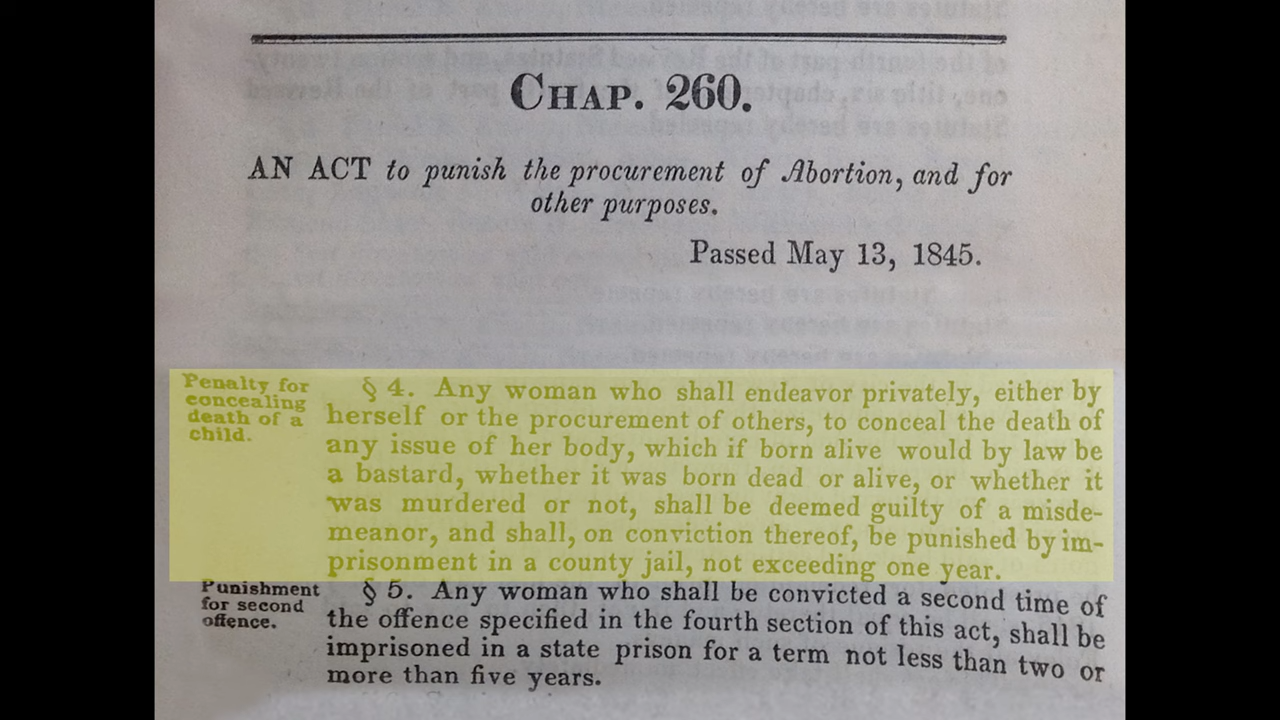 CHAP. 260.
AN ACT to punish the procurement of Abortion, and for
other purposes.
Passed May 13, 1845.
Penalty for
concealing
death of a
child.
§ 4. Any woman who shall endeavor privately, either by
herself or the procurement of others, to conceal the death of
any issue of her body, which if born alive would by law be
a bastard, whether it was born dead or alive, or whether it
was murdered or not, shall be deemed guilty of a misde-
meanor, and shall, on conviction thereof, be punished by im-
prisonment in a county jail, not exceeding one year.
Punishment
for second
offence.
§ 5. Any woman who shall be convicted a second time of
the offence specified in the fourth section of this act, shall be
imprisoned in a state prison for a term not less than two or
more than five years.